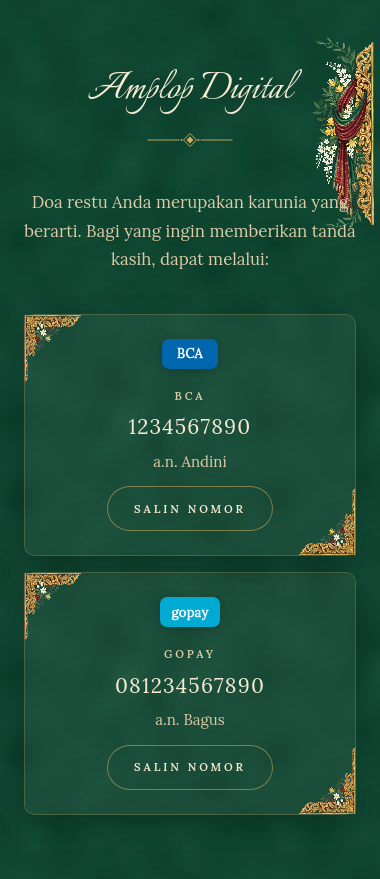 Amplop Digital
Doa restu Anda merupakan karunia yang
berarti. Bagi yang ingin memberikan tanda
kasih, dapat melalui:
BCA
BCA
1234567890
a.n. Andini
SALIN NOMOR
gopay
GOPAY
081234567890
a.n. Bagus
SALIN NOMOR